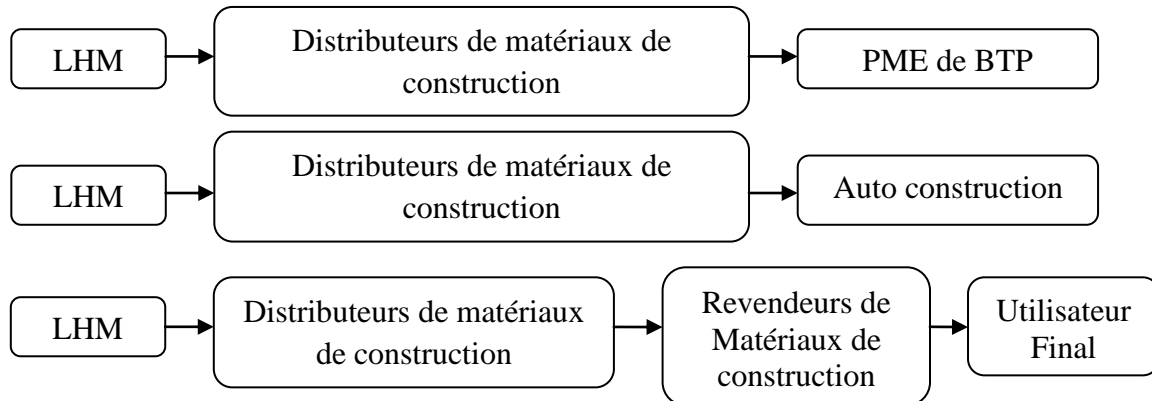 LHM
Distributeurs de matériaux de
construction
PME de BTP
LHM
Distributeurs de matériaux de
construction
Auto construction
LHM
Distributeurs de matériaux
de construction
Revendeurs de
Matériaux de
construction
Utilisateur
Final